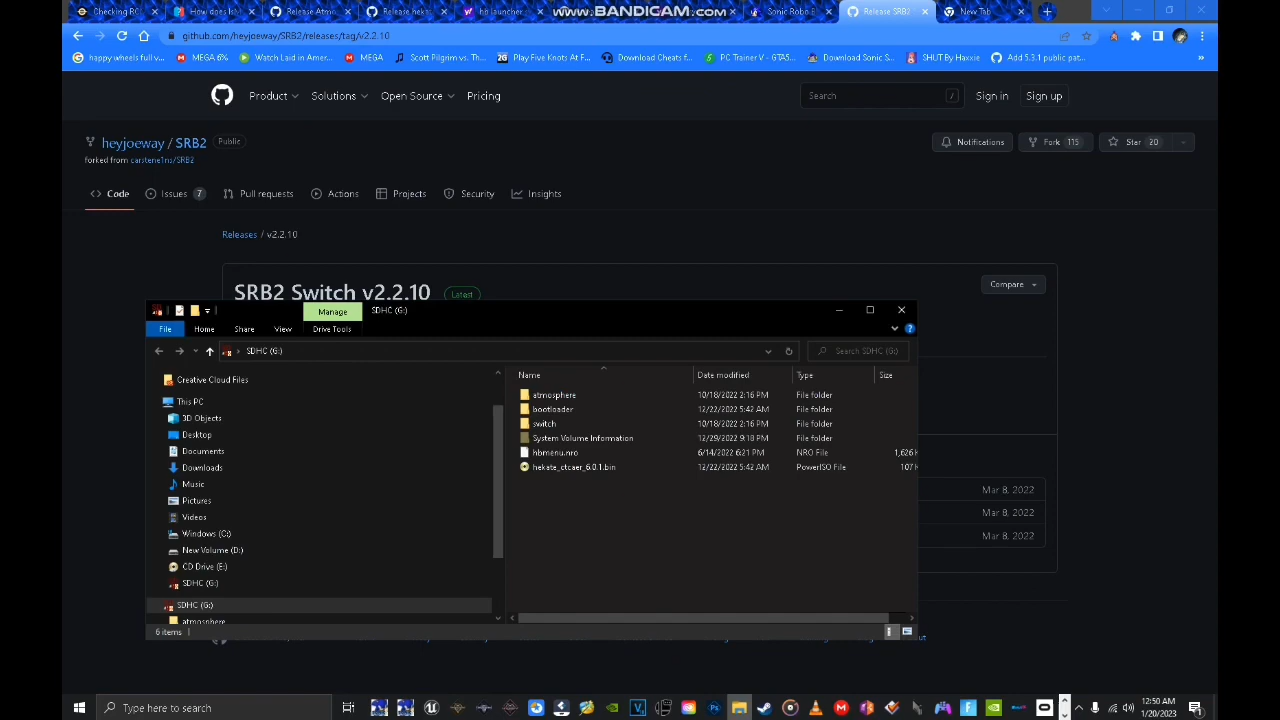 Checking RC
How does Is
Release Atmo
Release heka
hb launcher
www.BANDICAM.com
Sonic Robo B
Release SRB2
New Tab
github.com/heyjoeway/SRB2/releases/tag/v2.2.10
happy wheels full v...
MEGA 6%
Watch Laid in Amer...
MEGA
Scott Pilgrim vs. Th...
Play Five Knots At F...
Download Cheats f...
PC Trainer V - GTA5...
Download Sonic S...
SHUT By Haxxie
Add 5.3.1 public pat...
»
Product
Solutions
Open Source
Pricing
Search
/
Sign in
Sign up
heyjoeway / SRB2
Public
Notifications
Fork 115
Star 20
forked from carstene1ns/SRB2
Code
Issues 7
Pull requests
Actions
Projects
Security
Insights
Releases / v2.2.10
SRB2 Switch v2.2.10
Latest
Compare
Manage
SDHC (G:)
File
Home
Share
View
Drive Tools
SDHC (G:)
Search SDHC (G:)
Creative Cloud Files
This PC
3D Objects
Desktop
Documents
Downloads
Music
Pictures
Videos
Windows (C:)
New Volume (D:)
CD Drive (E:)
SDHC (G:)
SDHC (G:)
atmosphere
Name
Date modified
Type
Size
atmosphere
10/18/2022 2:16 PM
File folder
bootloader
12/22/2022 5:42 AM
File folder
switch
10/18/2022 2:16 PM
File folder
System Volume Information
12/29/2022 9:18 PM
File folder
hbmenu.nro
6/14/2022 6:21 PM
NRO File
1,626 K
hekate_ctcaer_6.0.1.bin
12/22/2022 5:42 AM
PowerISO File
107 K
6 items
Mar 8, 2022
Mar 8, 2022
Mar 8, 2022
Type here to search
12:50 AM
1/20/2023